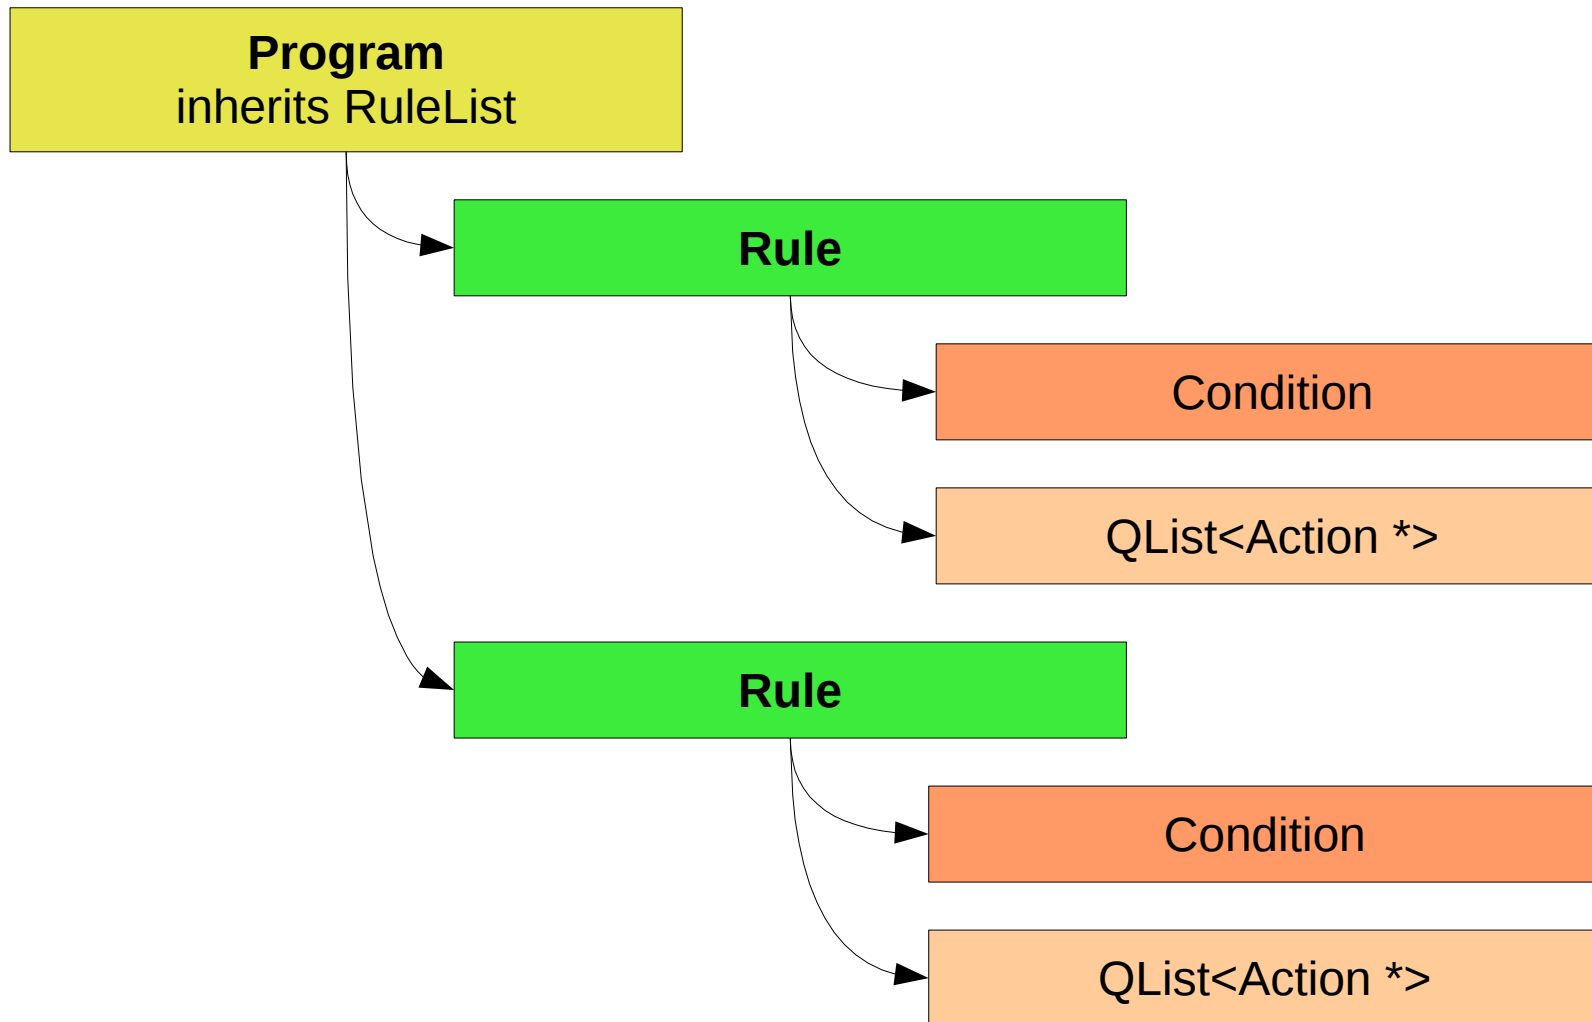 Program
inherits RuleList
Rule
Condition
QList<Action *>
Rule
Condition
QList<Action *>